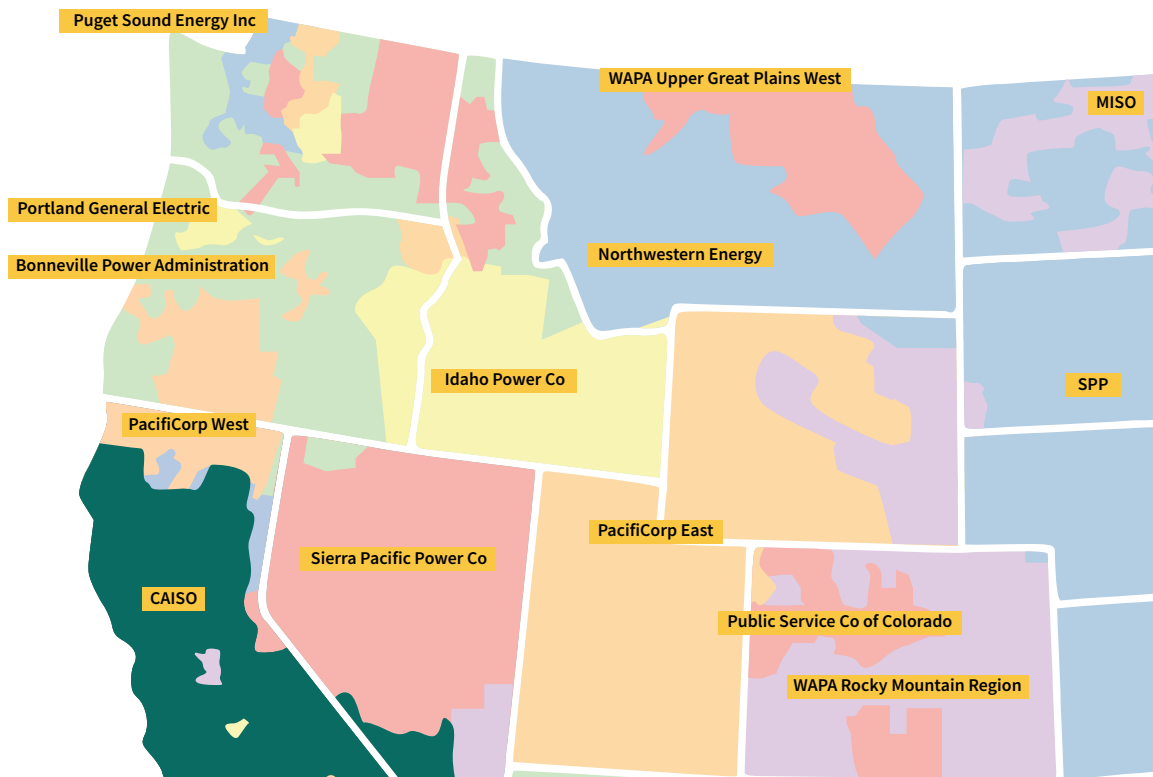 Puget Sound Energy Inc
WAPA Upper Great Plains West
MISO
Portland General Electric
Northwestern Energy
Bonneville Power Administration
Idaho Power Co
SPP
PacifiCorp West
PacifiCorp East
Sierra Pacific Power Co
CAISO
Public Service Co of Colorado
WAPA Rocky Mountain Region